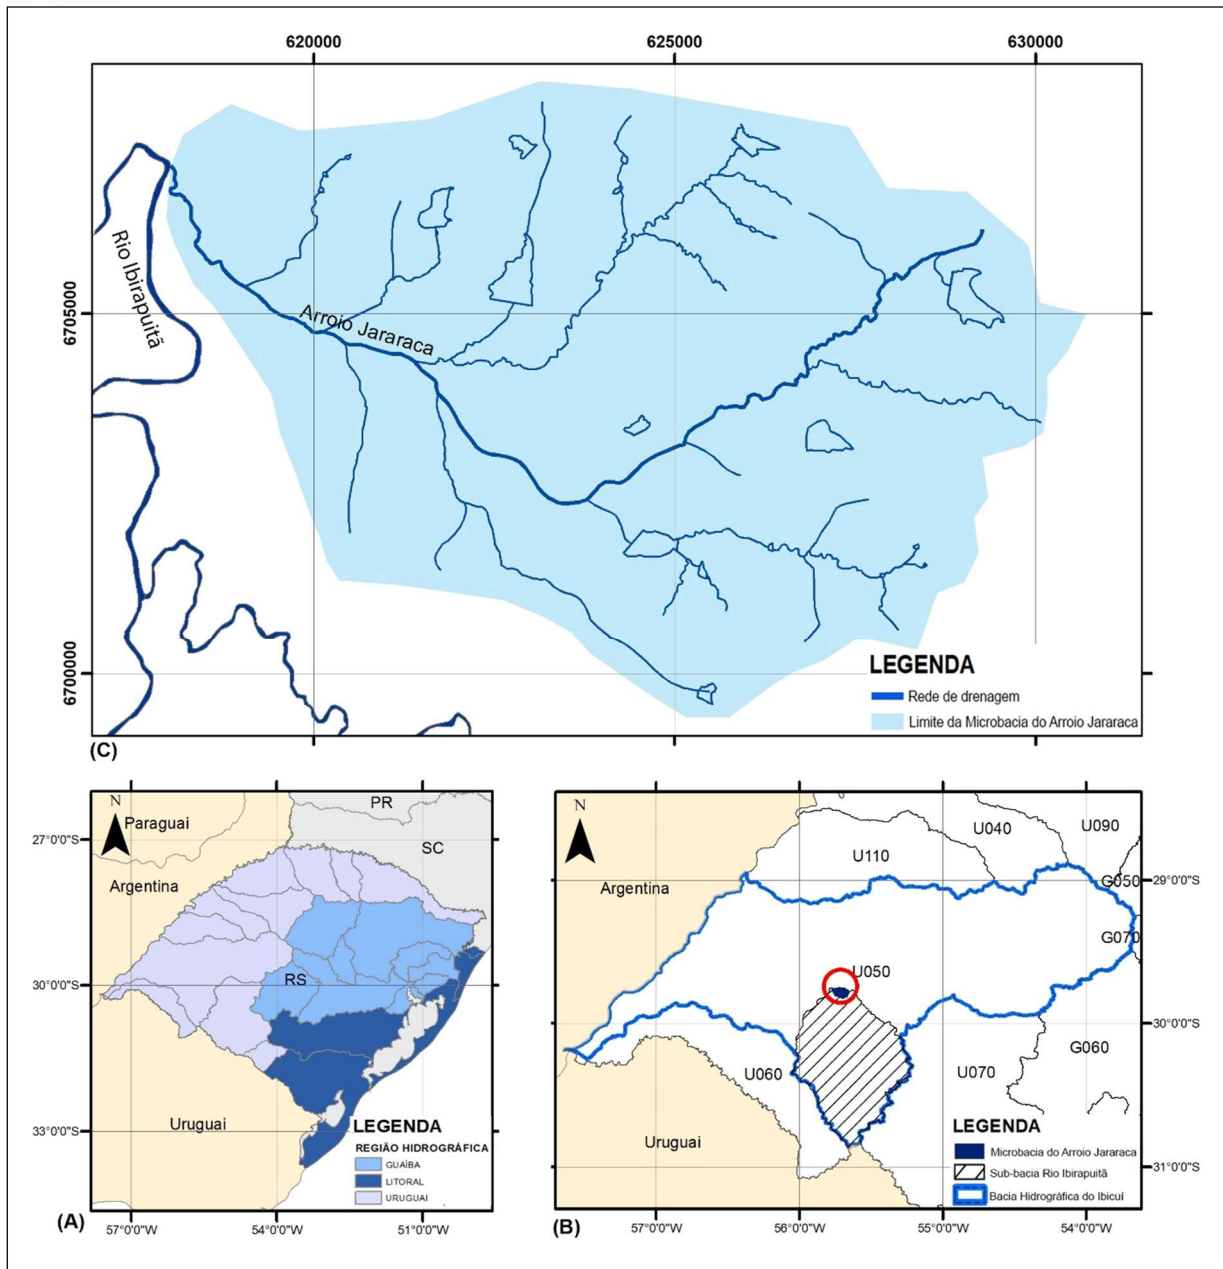 620000 625000 630000
6705000
6700000
Rio Ibirapuitã
Arroio Jararaca
LEGENDA
Rede de drenagem
Limite da Microbacia do Arroio Jararaca
(C)
N
PR
Paraguai
27°0'0"S
SC
Argentina
RS
30°0'0"S
Uruguai
33°0'0"S
LEGENDA
REGIÃO HIDROGRÁFICA
GUAÍBA
LITORAL
URUGUAI
(A)
57°0'0"W 54°0'0"W 51°0'0"W
N
U040
U090
U110
Argentina
G050
29°0'0"S
G070
U050
30°0'0"S
G060
U060
U070
Uruguai
LEGENDA
Microbacia do Arroio Jararaca
Sub-bacia Rio Ibirapuitã
31°0'0"S
Bacia Hidrográfica do Ibicuí
(B)
57°0'0"W 56°0'0"W 55°0'0"W 54°0'0"W